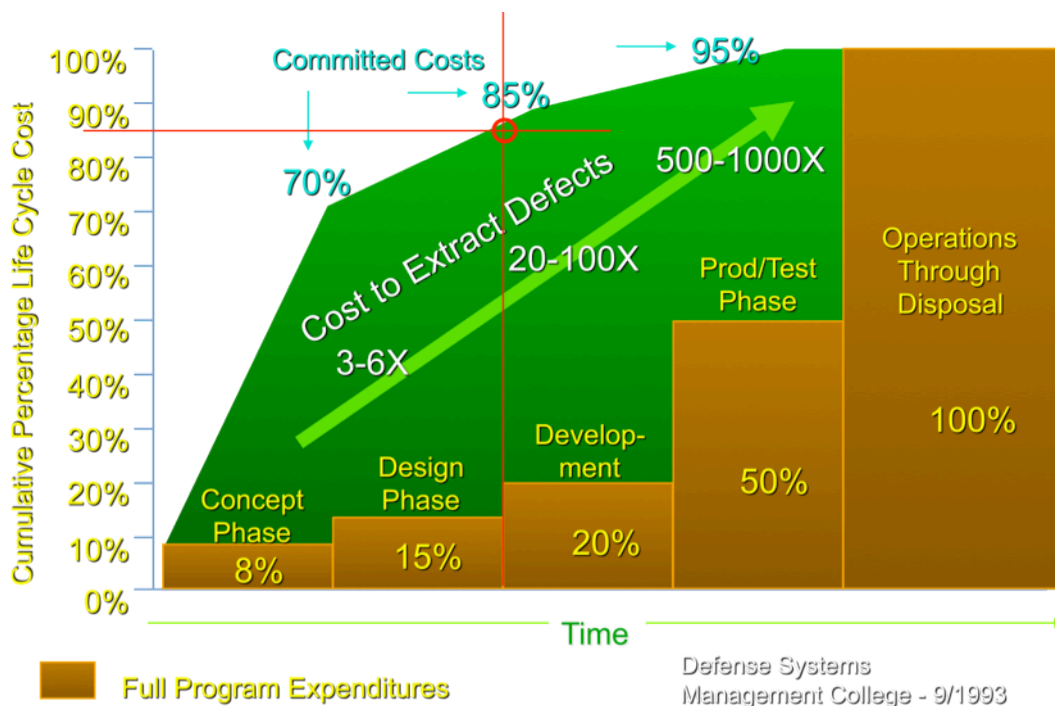 Cumulative Percentage Life Cycle Cost
100%
90%
80%
70%
60%
50%
40%
30%
20%
10%
0%
Committed Costs
70%
85%
95%
Cost to Extract Defects
3-6X
20-100X
500-1000X
Concept
Phase
8%
Design
Phase
15%
Develop-
ment
20%
Prod/Test
Phase
50%
Operations
Through
Disposal
100%
Time
Full Program Expenditures
Defense Systems
Management College - 9/1993